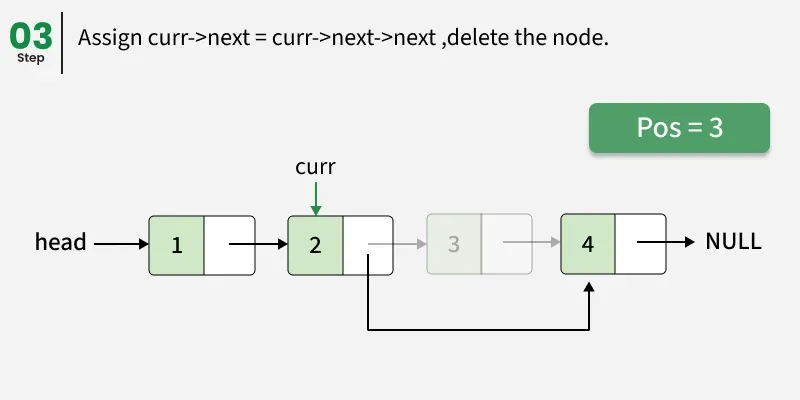 03
Step
Assign curr->next = curr->next->next ,delete the node.
Pos = 3
curr
head
1
2
3
4
NULL